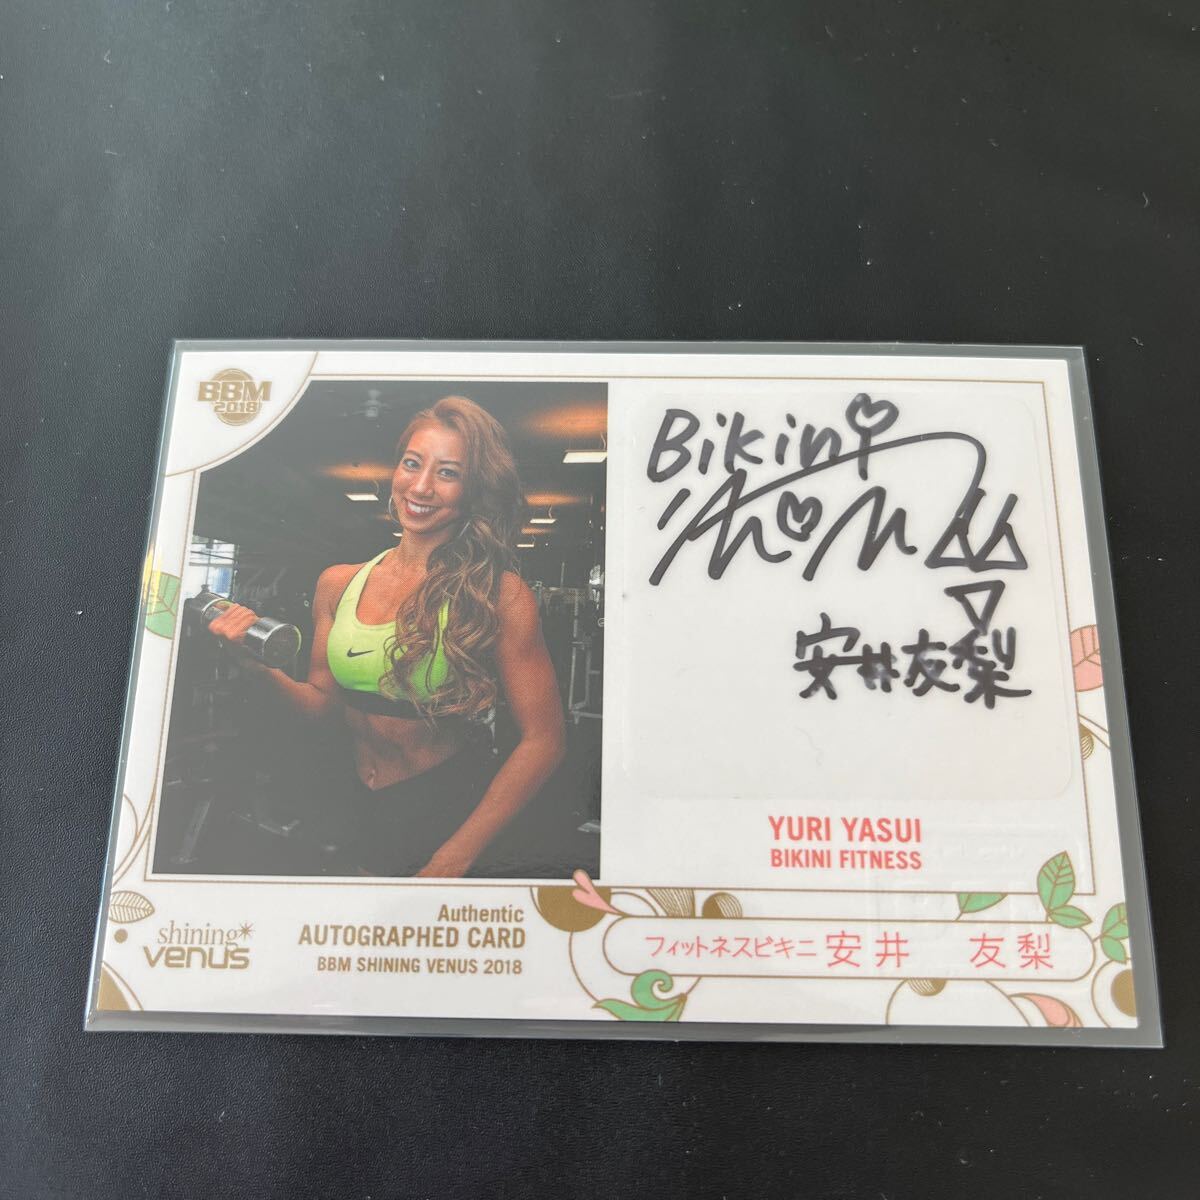 BBM
2018
Bikini
安井友梨
YURI YASUI
BIKINI FITNESS
shining
venus
Authentic
AUTOGRAPHED CARD
BBM SHINING VENUS 2018
フィットネスビキニ 安井 友梨